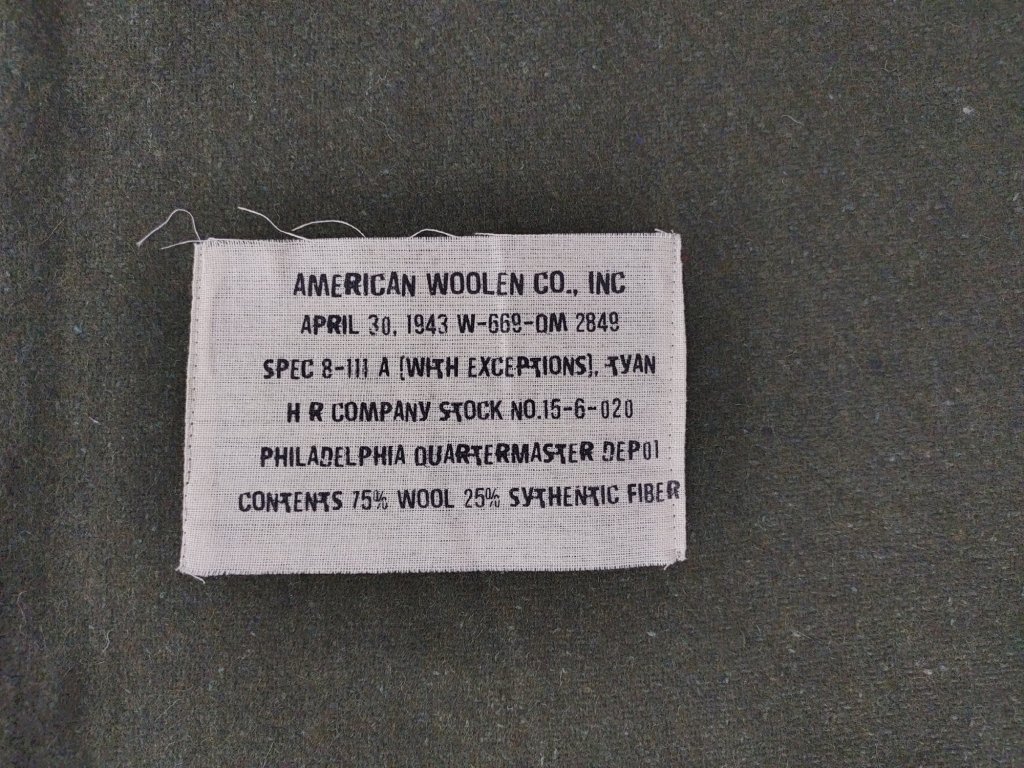 AMERICAN WOOLEN CO., INC
APRIL 30, 1943 W-669-QM 2849
SPEC 8-111 A (WITH EXCEPTIONS), TYAN
H R COMPANY STOCK NO.15-6-020
PHILADELPHIA QUARTERMASTER DEPOT
CONTENTS 75% WOOL 25% SYTHENTIC FIBER